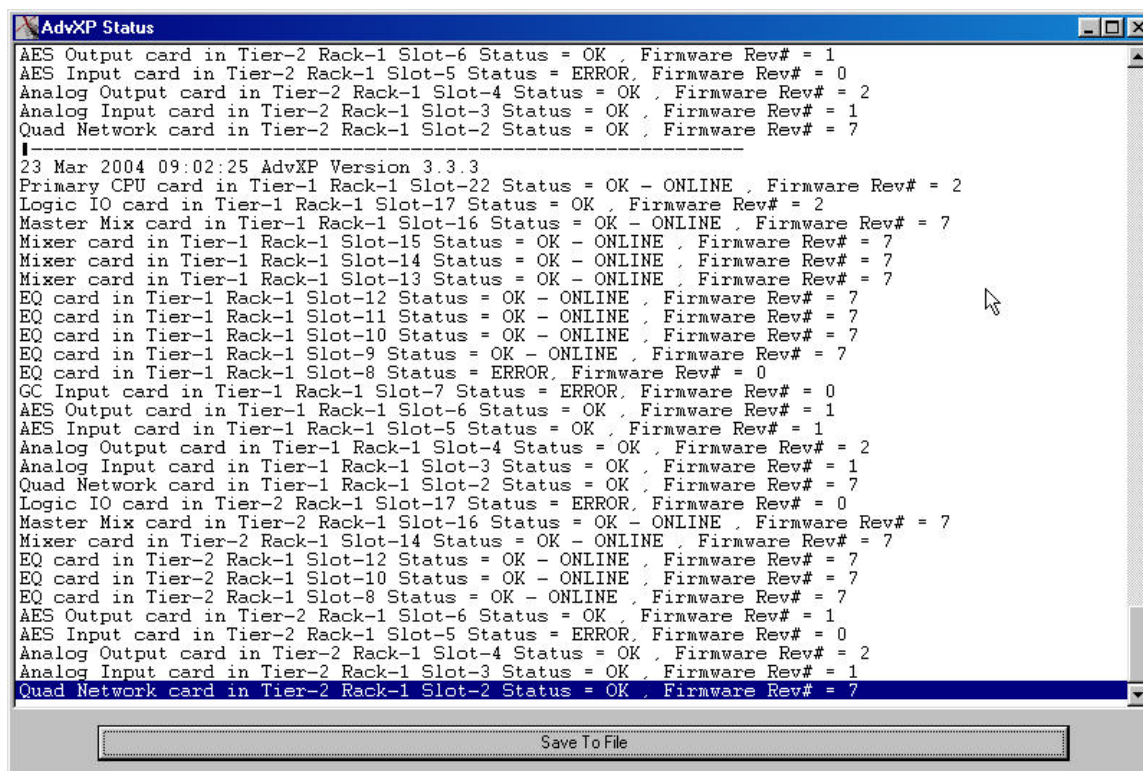 AdvXP Status
AES Output card in Tier-2 Rack-1 Slot-6 Status = OK , Firmware Rev# = 1
AES Input card in Tier-2 Rack-1 Slot-5 Status = ERROR, Firmware Rev# = 0
Analog Output card in Tier-2 Rack-1 Slot-4 Status = OK , Firmware Rev# = 2
Analog Input card in Tier-2 Rack-1 Slot-3 Status = OK , Firmware Rev# = 1
Quad Network card in Tier-2 Rack-1 Slot-2 Status = OK , Firmware Rev# = 7
23 Mar 2004 09:02:25 AdvXP Version 3.3.3
Primary CPU card in Tier-1 Rack-1 Slot-22 Status = OK - ONLINE , Firmware Rev# = 2
Logic IO card in Tier-1 Rack-1 Slot-17 Status = OK , Firmware Rev# = 2
Master Mix card in Tier-1 Rack-1 Slot-16 Status = OK - ONLINE , Firmware Rev# = 7
Mixer card in Tier-1 Rack-1 Slot-15 Status = OK - ONLINE , Firmware Rev# = 7
Mixer card in Tier-1 Rack-1 Slot-14 Status = OK - ONLINE , Firmware Rev# = 7
Mixer card in Tier-1 Rack-1 Slot-13 Status = OK - ONLINE , Firmware Rev# = 7
EQ card in Tier-1 Rack-1 Slot-12 Status = OK - ONLINE , Firmware Rev# = 7
EQ card in Tier-1 Rack-1 Slot-11 Status = OK - ONLINE , Firmware Rev# = 7
EQ card in Tier-1 Rack-1 Slot-10 Status = OK - ONLINE , Firmware Rev# = 7
EQ card in Tier-1 Rack-1 Slot-9 Status = OK - ONLINE , Firmware Rev# = 7
EQ card in Tier-1 Rack-1 Slot-8 Status = ERROR, Firmware Rev# = 0
GC Input card in Tier-1 Rack-1 Slot-7 Status = ERROR, Firmware Rev# = 0
AES Output card in Tier-1 Rack-1 Slot-6 Status = OK , Firmware Rev# = 1
AES Input card in Tier-1 Rack-1 Slot-5 Status = OK , Firmware Rev# = 1
Analog Output card in Tier-1 Rack-1 Slot-4 Status = OK , Firmware Rev# = 2
Analog Input card in Tier-1 Rack-1 Slot-3 Status = OK , Firmware Rev# = 1
Quad Network card in Tier-1 Rack-1 Slot-2 Status = OK , Firmware Rev# = 7
Logic IO card in Tier-2 Rack-1 Slot-17 Status = ERROR, Firmware Rev# = 0
Master Mix card in Tier-2 Rack-1 Slot-16 Status = OK - ONLINE , Firmware Rev# = 7
Mixer card in Tier-2 Rack-1 Slot-14 Status = OK - ONLINE , Firmware Rev# = 7
EQ card in Tier-2 Rack-1 Slot-12 Status = OK - ONLINE , Firmware Rev# = 7
EQ card in Tier-2 Rack-1 Slot-10 Status = OK - ONLINE , Firmware Rev# = 7
EQ card in Tier-2 Rack-1 Slot-8 Status = OK - ONLINE , Firmware Rev# = 7
AES Output card in Tier-2 Rack-1 Slot-6 Status = OK , Firmware Rev# = 1
AES Input card in Tier-2 Rack-1 Slot-5 Status = ERROR, Firmware Rev# = 0
Analog Output card in Tier-2 Rack-1 Slot-4 Status = OK , Firmware Rev# = 2
Analog Input card in Tier-2 Rack-1 Slot-3 Status = OK , Firmware Rev# = 1
Quad Network card in Tier-2 Rack-1 Slot-2 Status = OK , Firmware Rev# = 7
Save To File